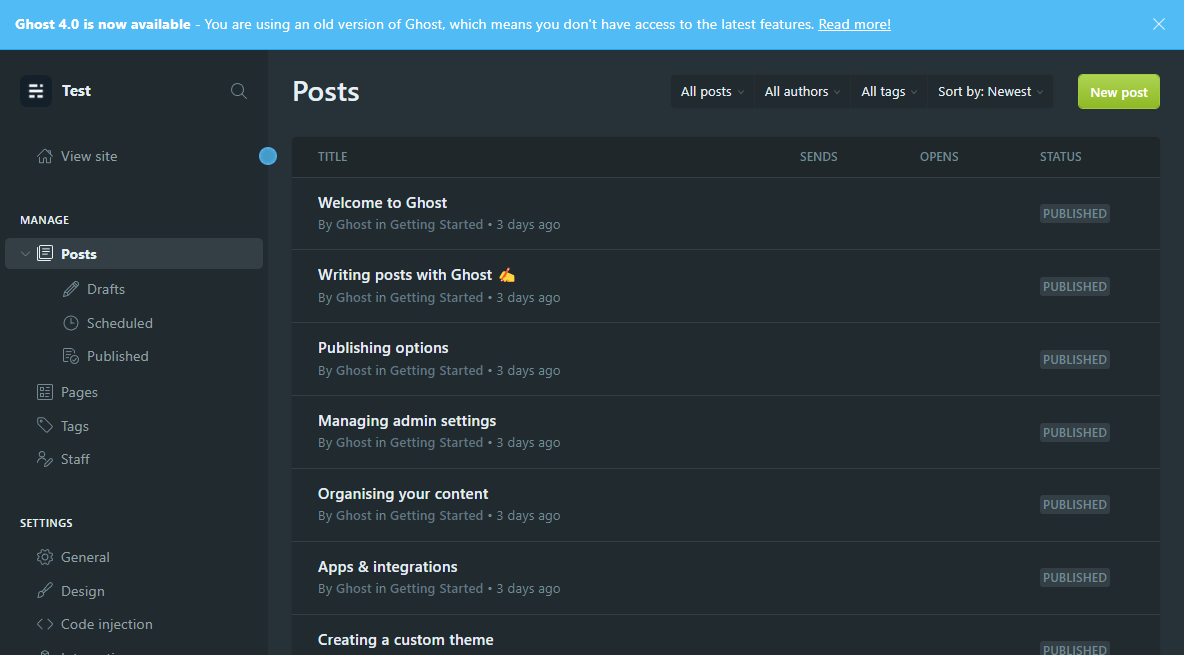 Ghost 4.0 is now available - You are using an old version of Ghost, which means you don't have access to the latest features. Read more!
Test
View site
MANAGE
Posts
Drafts
Scheduled
Published
Pages
Tags
Staff
SETTINGS
General
Design
Code injection
Posts
All posts
All authors
All tags
Sort by: Newest
New post
TITLE SENDS OPENS STATUS
Welcome to Ghost
By Ghost in Getting Started • 3 days ago
PUBLISHED
Writing posts with Ghost ✍️
By Ghost in Getting Started • 3 days ago
PUBLISHED
Publishing options
By Ghost in Getting Started • 3 days ago
PUBLISHED
Managing admin settings
By Ghost in Getting Started • 3 days ago
PUBLISHED
Organising your content
By Ghost in Getting Started • 3 days ago
PUBLISHED
Apps & integrations
By Ghost in Getting Started • 3 days ago
PUBLISHED
Creating a custom theme
PUBLISHED